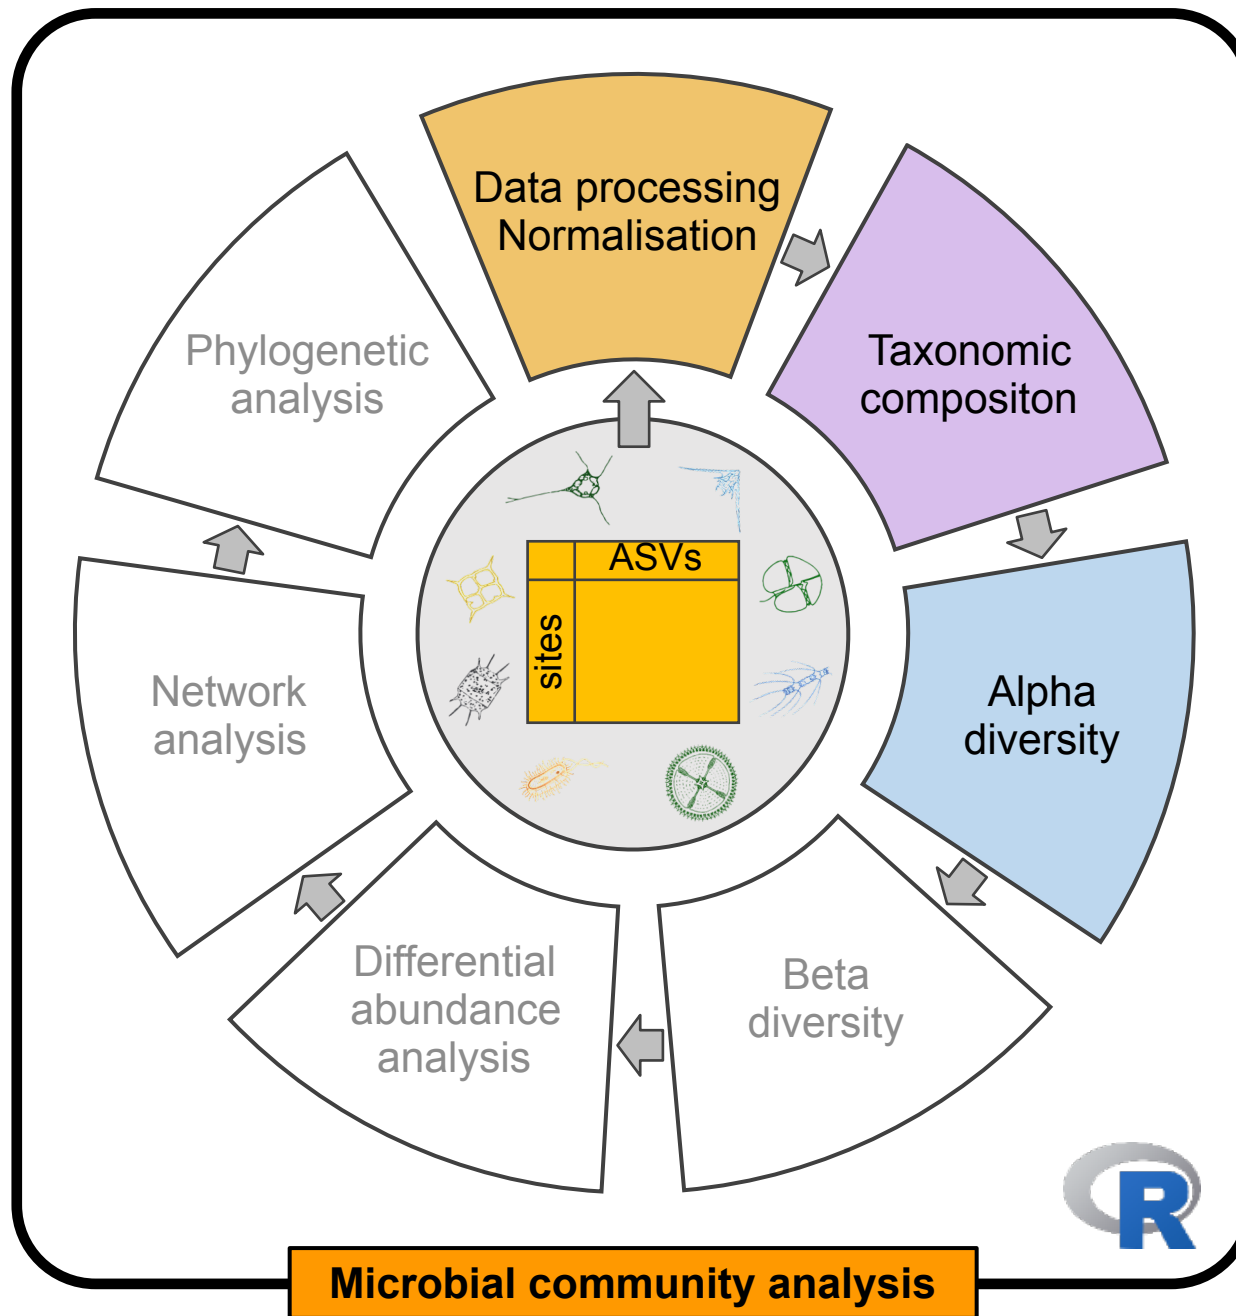 Data processing
Normalisation
Taxonomic
compositon
Alpha
diversity
Beta
diversity
Differential
abundance
analysis
Network
analysis
Phylogenetic
analysis
ASVs
sites
R
Microbial community analysis